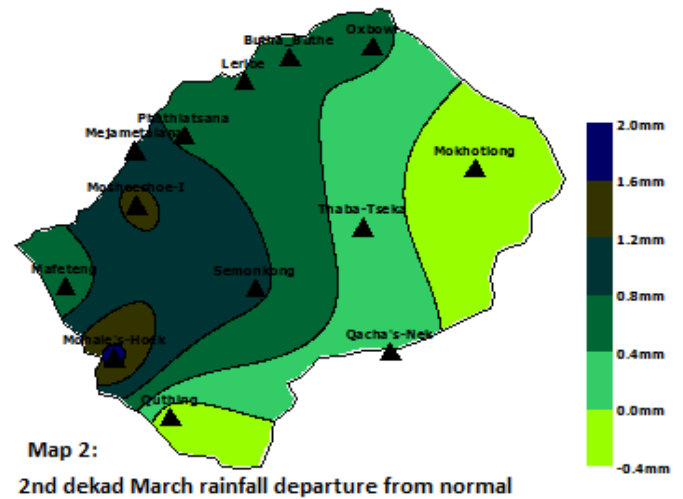 Oxbow
Butha_Buthe
Leribe
Phuthiatsana
Mejametalana
Mokhotlong
Moshoeshoe-I
Thaba-Tseka
Mafeteng
Semonkong
Mohale's-Hoek
Qacha's-Nek
Quthing
2.0mm
1.6mm
1.2mm
0.8mm
0.4mm
0.0mm
-0.4mm
Map 2:
2nd dekad March rainfall departure from normal